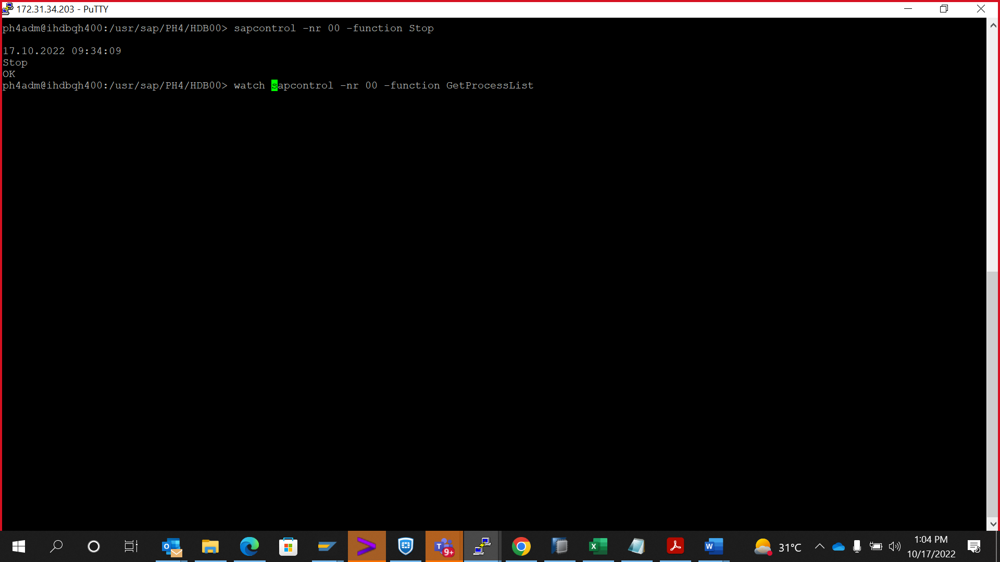 172.31.34.203 - PuTTY
ph4adm@ihdbqh400:/usr/sap/PH4/HDB00> sapcontrol -nr 00 -function Stop
17.10.2022 09:34:09
Stop
OK
ph4adm@ihdbqh400:/usr/sap/PH4/HDB00> watch sapcontrol -nr 00 -function GetProcessList
O
T
9+
X
W
31°C
1:04 PM
10/17/2022